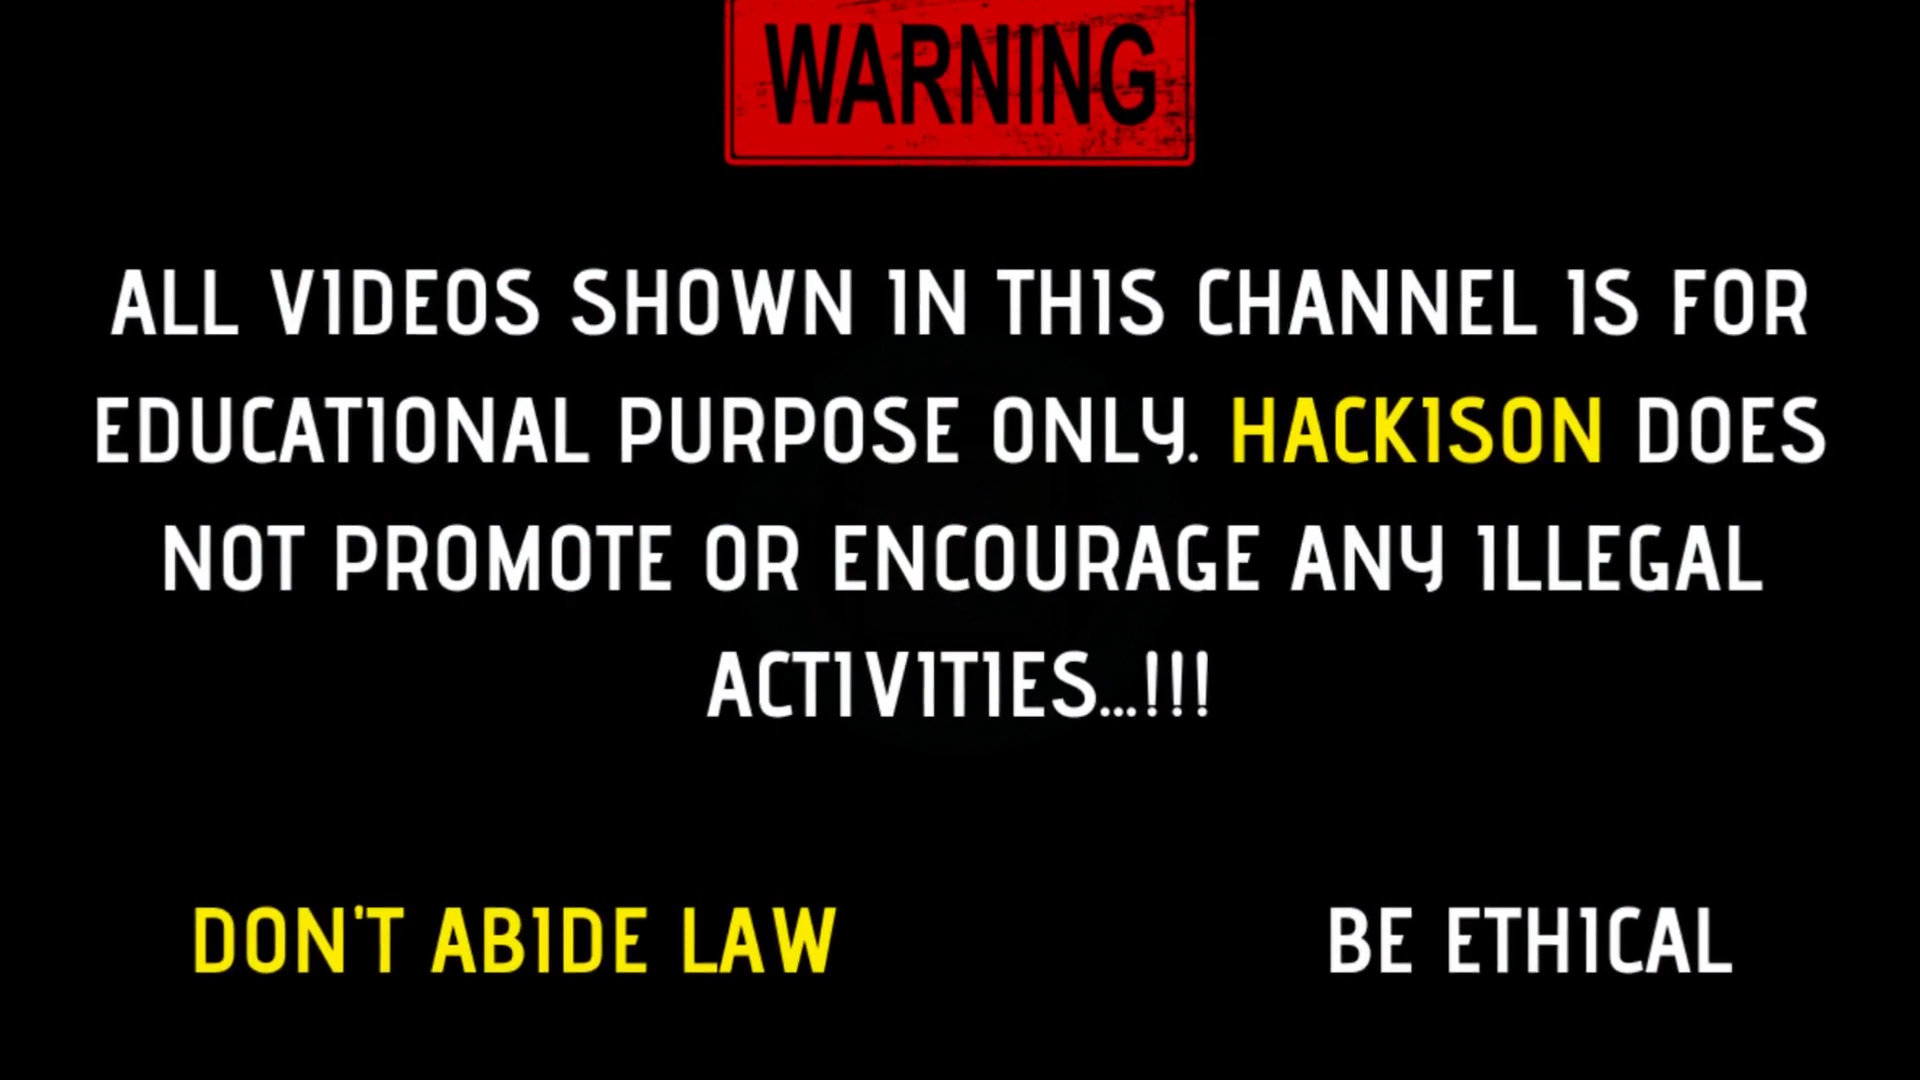 WARNING
ALL VIDEOS SHOWN IN THIS CHANNEL IS FOR
EDUCATIONAL PURPOSE ONLY. HACKISON DOES
NOT PROMOTE OR ENCOURAGE ANY ILLEGAL
ACTIVITIES...!!!
DON'T ABIDE LAW BE ETHICAL